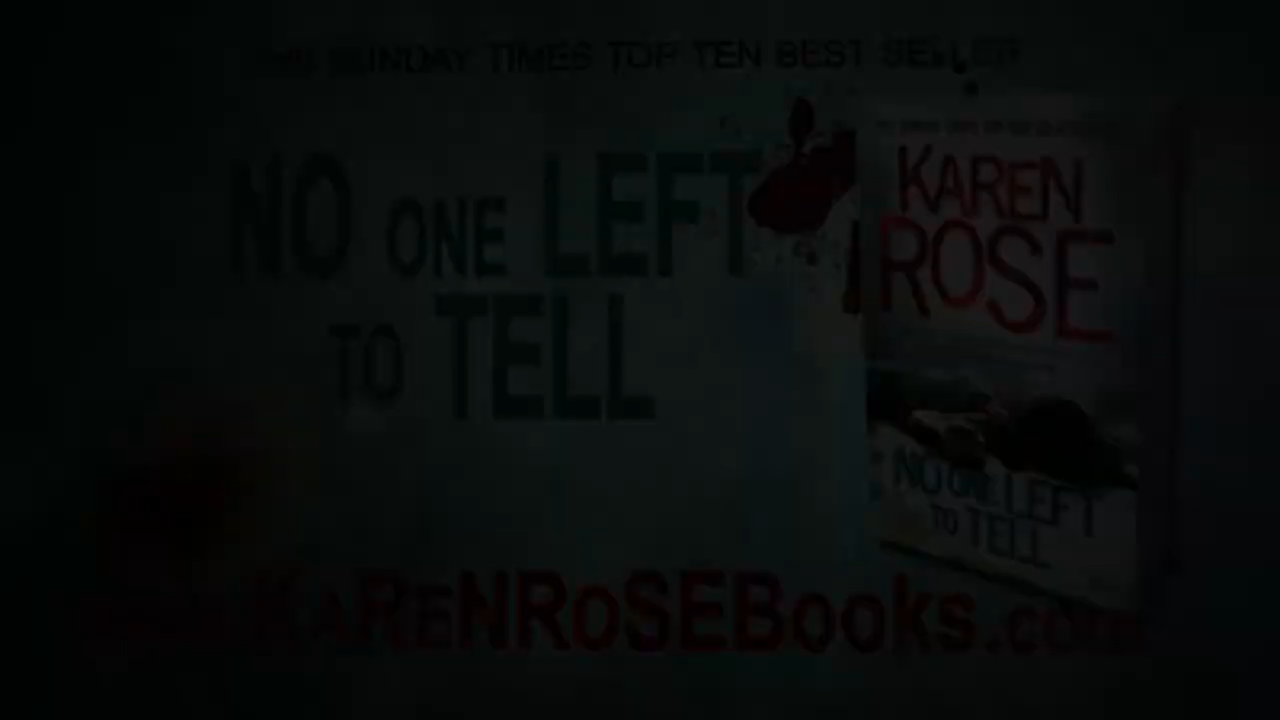 THE SUNDAY TIMES TOP TEN BEST SELLER
NO ONE LEFT
TO TELL
KAREN
ROSE
NO ONE LEFT
TO TELL
KAReNRoSEBooks.com